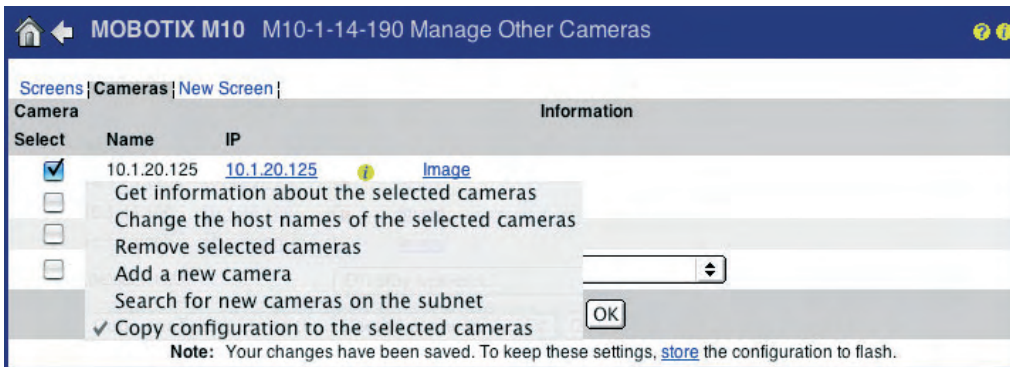 MOBOTIX M10 M10-1-14-190 Manage Other Cameras
Screens Cameras New Screen
Camera Information
Select Name IP
10.1.20.125 10.1.20.125 i Image
Get information about the selected cameras
Change the host names of the selected cameras
Remove selected cameras
Add a new camera
Search for new cameras on the subnet
Copy configuration to the selected cameras
OK
Note: Your changes have been saved. To keep these settings, store the configuration to flash.